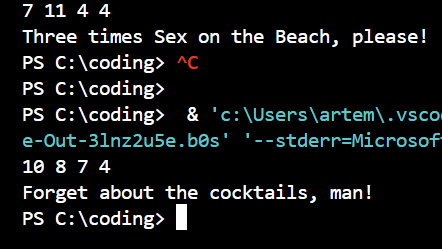 7 11 4 4
Three times Sex on the Beach, please!
PS C:\coding> ^C
PS C:\coding>
PS C:\coding>  & 'c:\Users\artem\.vsco
e-Out-3lnz2u5e.b0s' '--stderr=Microsof
10 8 7 4
Forget about the cocktails, man!
PS C:\coding>